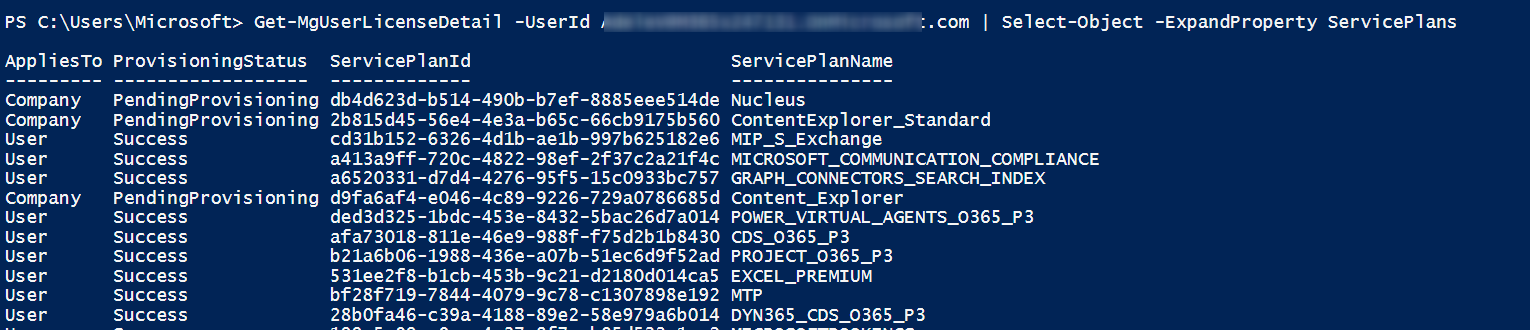 PS C:\Users\Microsoft> Get-MgUserLicenseDetail -UserId .com | Select-Object -ExpandProperty ServicePlans
AppliesTo ProvisioningStatus ServicePlanId ServicePlanName
--------- ------------------ ------------- ---------------
Company PendingProvisioning db4d623d-b514-490b-b7ef-8885eee514de Nucleus
Company PendingProvisioning 2b815d45-56e4-4e3a-b65c-66cb9175b560 ContentExplorer_Standard
User Success cd31b152-6326-4d1b-ae1b-997b625182e6 MIP_S_Exchange
User Success a413a9ff-720c-4822-98ef-2f37c2a21f4c MICROSOFT_COMMUNICATION_COMPLIANCE
User Success a6520331-d7d4-4276-95f5-15c0933bc757 GRAPH_CONNECTORS_SEARCH_INDEX
Company PendingProvisioning d9fa6af4-e046-4c89-9226-729a0786685d Content_Explorer
User Success ded3d325-1bdc-453e-8432-5bac26d7a014 POWER_VIRTUAL_AGENTS_O365_P3
User Success afa73018-811e-46e9-988f-f75d2b1b8430 CDS_O365_P3
User Success b21a6b06-1988-436e-a07b-51ec6d9f52ad PROJECT_O365_P3
User Success 531ee2f8-b1cb-453b-9c21-d2180d014ca5 EXCEL_PREMIUM
User Success bf28f719-7844-4079-9c78-c1307898e192 MTP
User Success 28b0fa46-c39a-4188-89e2-58e979a6b014 DYN365_CDS_O365_P3